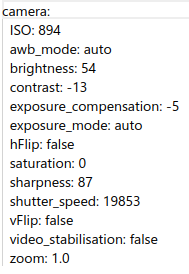 camera:
ISO: 894
awb_mode: auto
brightness: 54
contrast: -13
exposure_compensation: -5
exposure_mode: auto
hFlip: false
saturation: 0
sharpness: 87
shutter_speed: 19853
vFlip: false
video_stabilisation: false
zoom: 1.0